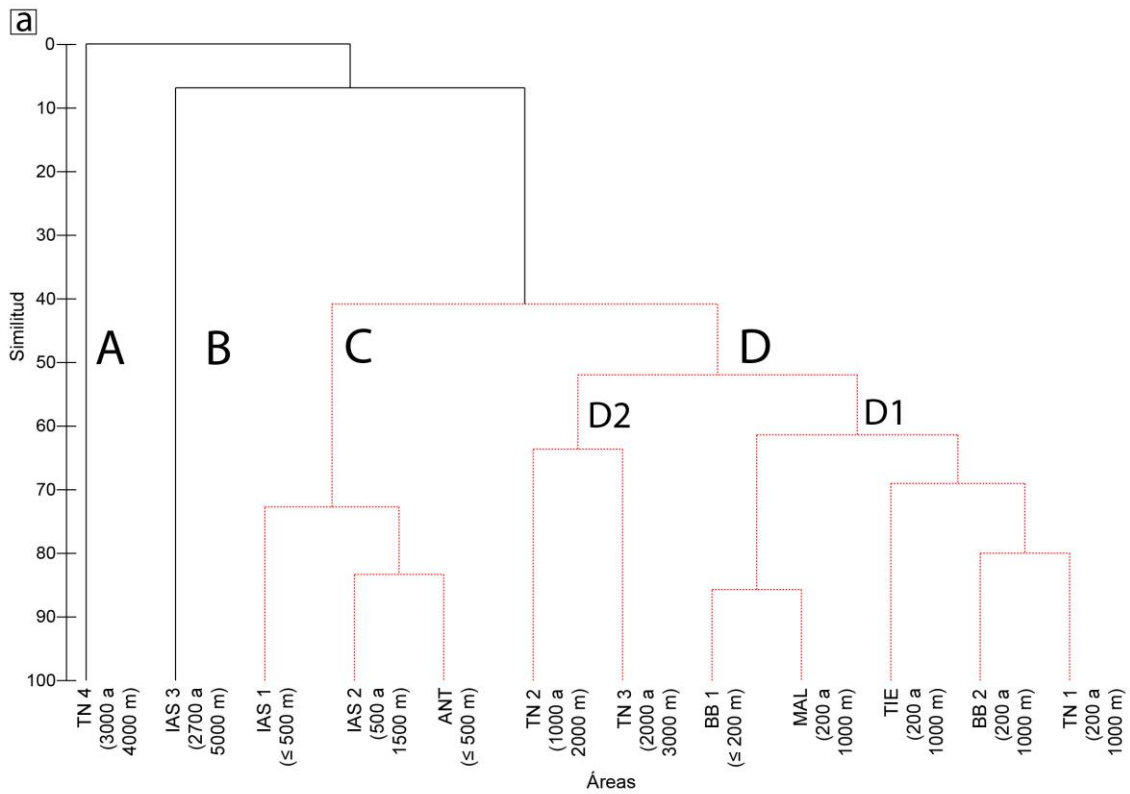 a
0
10
20
30
40
50
60
70
80
90
100
Similitud
A
B
C
D
D2
D1
TN 4
(3000 a
4000 m)
IAS 3
(2700 a
5000 m)
IAS 1
(≤ 500 m)
IAS 2
(500 a
1500 m)
ANT
(≤ 500 m)
TN 2
(1000 a
2000 m)
TN 3
(2000 a
3000 m)
BB 1
(≤ 200 m)
MAL
(200 a
1000 m)
TIE
(200 a
1000 m)
BB 2
(200 a
1000 m)
TN 1
(200 a
1000 m)
Áreas